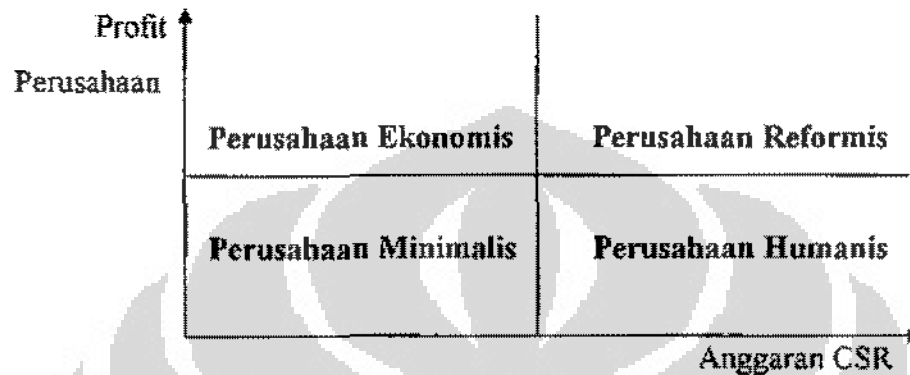 Profit
Perusahaan
Perusahaan Ekonomis
Perusahaan Reformis
Perusahaan Minimalis
Perusahaan Humanis
Anggaran CSR